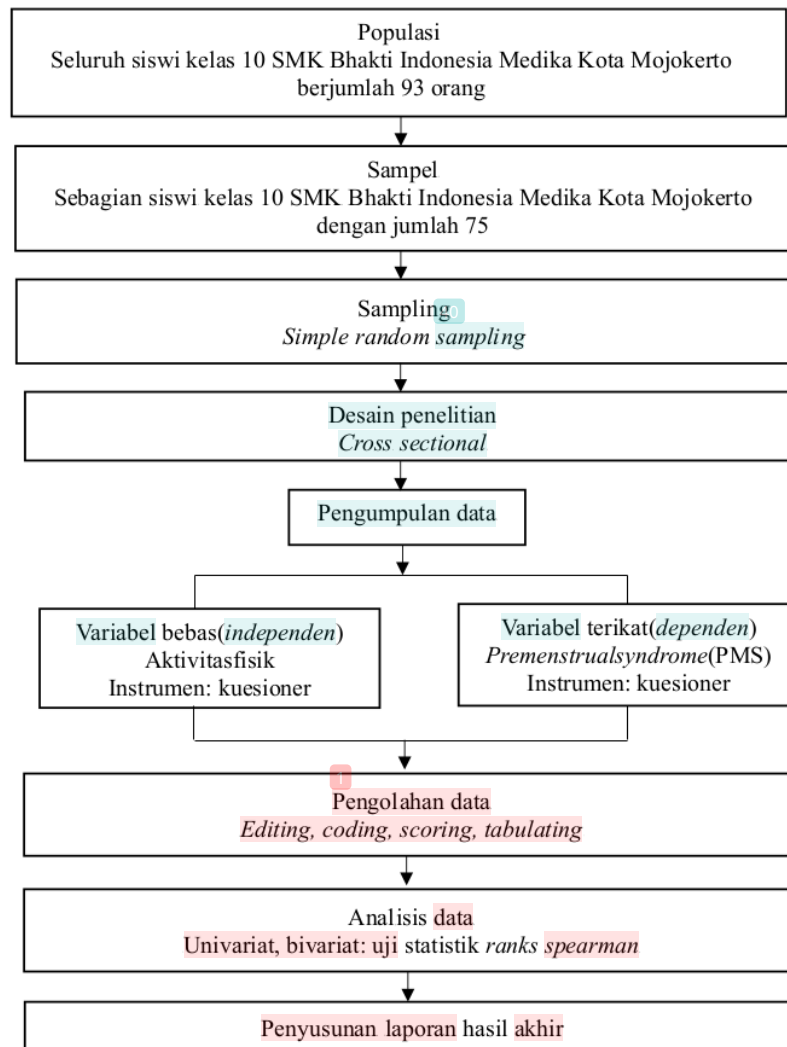 Populasi
Seluruh siswi kelas 10 SMK Bhakti Indonesia Medika Kota Mojokerto
berjumlah 93 orang
Sampel
Sebagian siswi kelas 10 SMK Bhakti Indonesia Medika Kota Mojokerto
dengan jumlah 75
Sampling
Simple random sampling
Desain penelitian
Cross sectional
Pengumpulan data
Variabel bebas(independen)
Aktivitasfisik
Instrumen: kuesioner
Variabel terikat(dependen)
Premenstrualsyndrome(PMS)
Instrumen: kuesioner
1
Pengolahan data
Editing, coding, scoring, tabulating
Analisis data
Univariat, bivariat: uji statistik ranks spearman
Penyusunan laporan hasil akhir